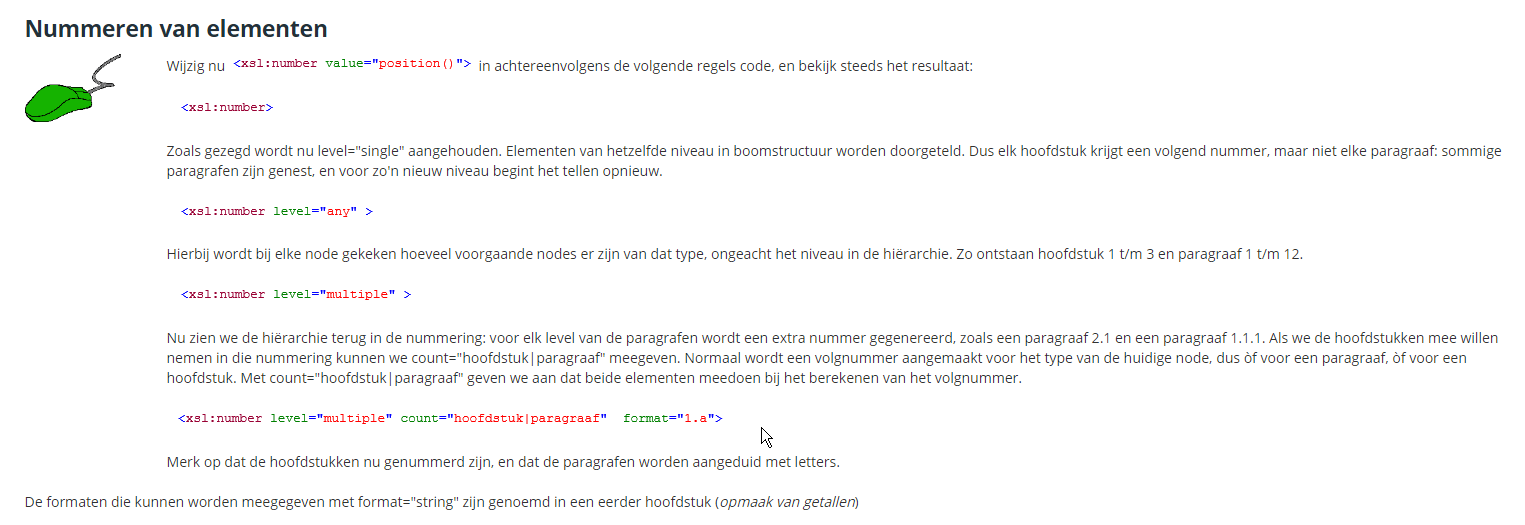 Nummeren van elementen
Wijzig nu <xsl:number value="position()"> in achtereenvolgens de volgende regels code, en bekijk steeds het resultaat:
<xsl:number>
Zoals gezegd wordt nu level="single" aangehouden. Elementen van hetzelfde niveau in boomstructuur worden doorgeteld. Dus elk hoofdstuk krijgt een volgend nummer, maar niet elke paragraaf: sommige
paragrafen zijn genest, en voor zo'n nieuw niveau begint het tellen opnieuw.
<xsl:number level="any" >
Hierbij wordt bij elke node gekeken hoeveel voorgaande nodes er zijn van dat type, ongeacht het niveau in de hiërarchie. Zo ontstaan hoofdstuk 1 t/m 3 en paragraaf 1 t/m 12.
<xsl:number level="multiple" >
Nu zien we de hiërarchie terug in de nummering: voor elk level van de paragrafen wordt een extra nummer gegenereerd, zoals een paragraaf 2.1 en een paragraaf 1.1.1. Als we de hoofdstukken mee willen
nemen in die nummering kunnen we count="hoofdstuk|paragraaf" meegeven. Normaal wordt een volgnummer aangemaakt voor het type van de huidige node, dus òf voor een paragraaf, òf voor een
hoofdstuk. Met count="hoofdstuk|paragraaf" geven we aan dat beide elementen meedoen bij het berekenen van het volgnummer.
<xsl:number level="multiple" count="hoofdstuk|paragraaf"  format="1.a">
Merk op dat de hoofdstukken nu genummerd zijn, en dat de paragrafen worden aangeduid met letters.
De formaten die kunnen worden meegegeven met format="string" zijn genoemd in een eerder hoofdstuk (opmaak van getallen)